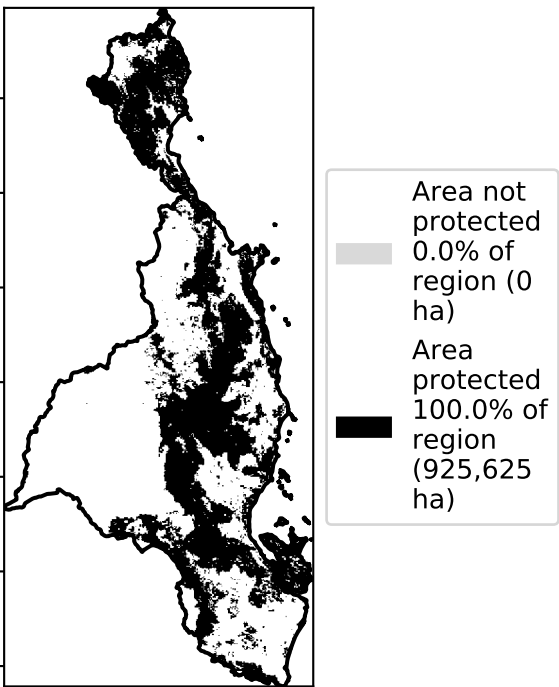 Area not
protected
0.0% of
region (0
ha)
Area
protected
100.0% of
region
(925,625
ha)